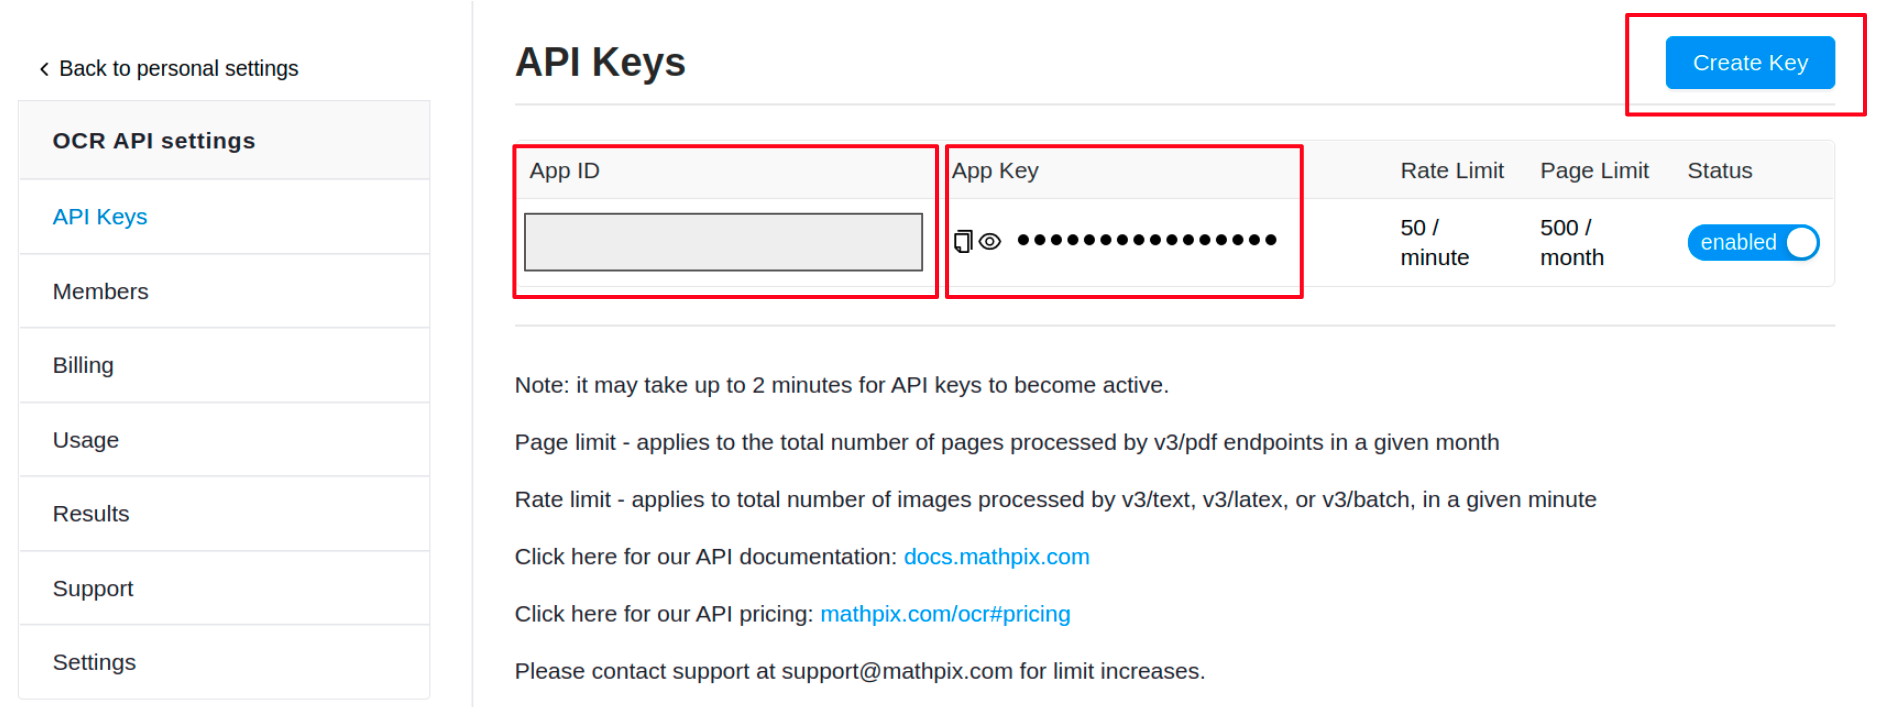 Back to personal settings
OCR API settings
API Keys
Members
Billing
Usage
Results
Support
Settings
API Keys
Create Key
App ID App Key Rate Limit Page Limit Status
50 / minute
500 / month
enabled
Note: it may take up to 2 minutes for API keys to become active.
Page limit - applies to the total number of pages processed by v3/pdf endpoints in a given month
Rate limit - applies to total number of images processed by v3/text, v3/latex, or v3/batch, in a given minute
Click here for our API documentation: docs.mathpix.com
Click here for our API pricing: mathpix.com/ocr#pricing
Please contact support at support@mathpix.com for limit increases.